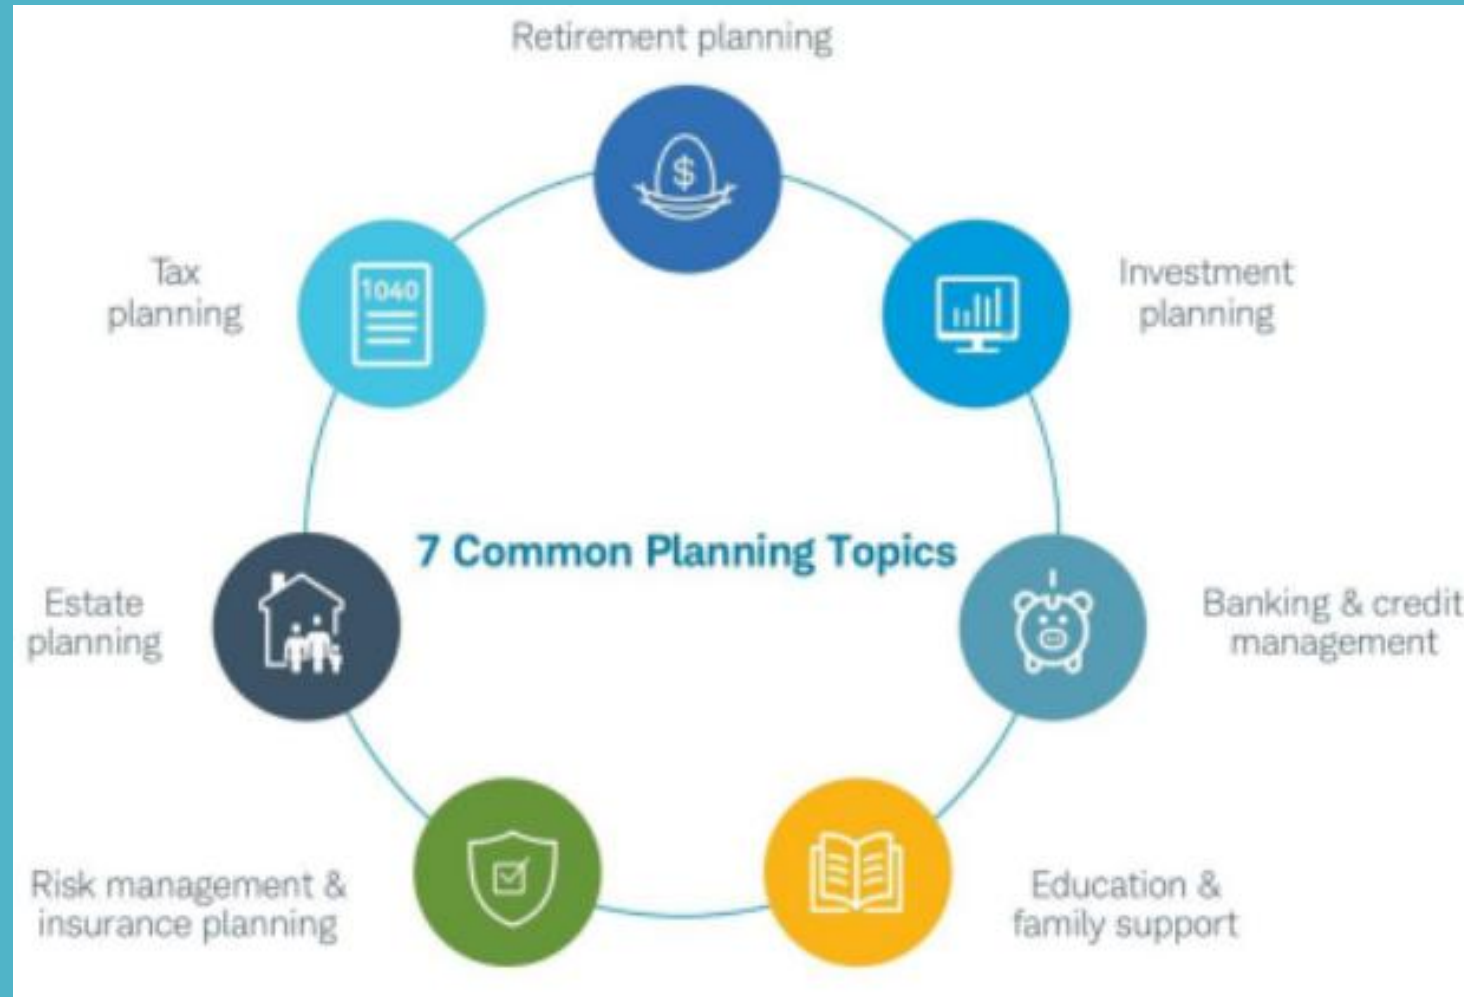 Retirement planning
Tax
planning
1040
$
Investment
planning
7 Common Planning Topics
Estate
planning
Banking & credit
management
Risk management &
insurance planning
Education &
family support